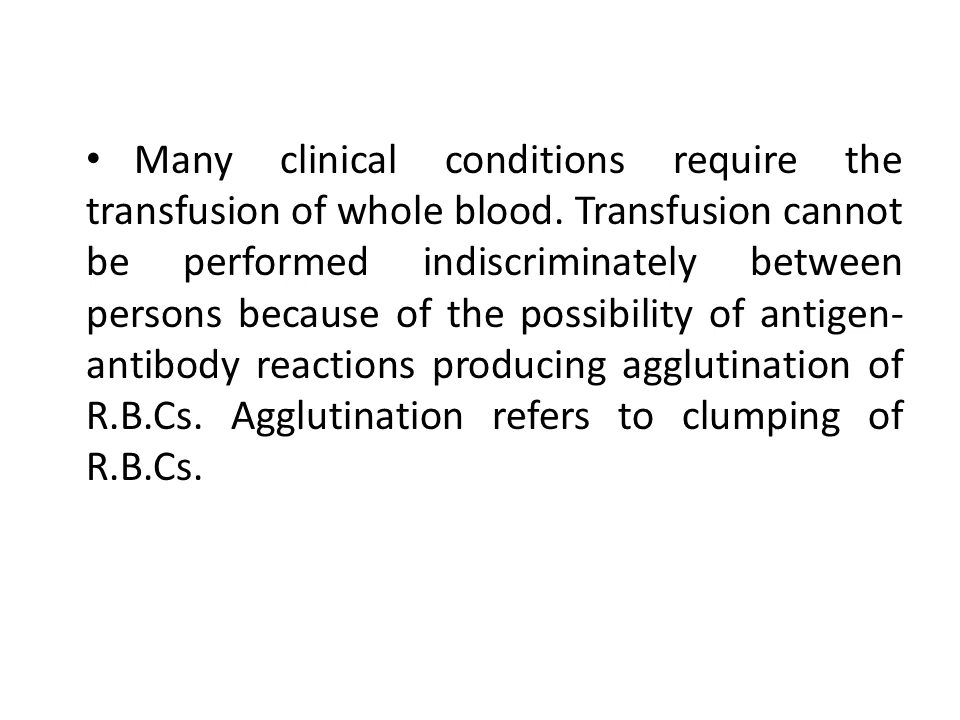 • Many clinical conditions require the
transfusion of whole blood. Transfusion cannot
be performed indiscriminately between
persons because of the possibility of antigen-
antibody reactions producing agglutination of
R.B.Cs. Agglutination refers to clumping of
R.B.Cs.